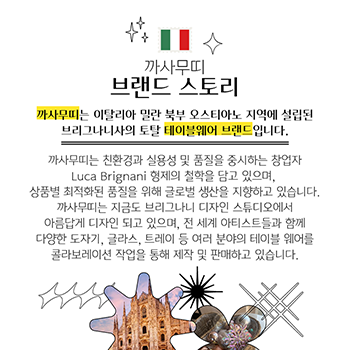 까사무띠
브랜드 스토리
까사무띠는 이탈리아 밀란 북부 오스티아노 지역에 설립된
브리그나니사의 토탈 테이블웨어 브랜드입니다.
까사무띠는 친환경과 실용성 및 품질을 중시하는 창업자
Luca Brignani 형제의 철학을 담고 있으며,
상품별 최적화된 품질을 위해 글로벌 생산을 지향하고 있습니다.
까사무띠는 지금도 브리그나니 디자인 스튜디오에서
아름답게 디자인 되고 있으며, 전 세계 아티스트들과 함께
다양한 도자기, 글라스, 트레이 등 여러 분야의 테이블 웨어를
콜라보레이션 작업을 통해 제작 및 판매하고 있습니다.